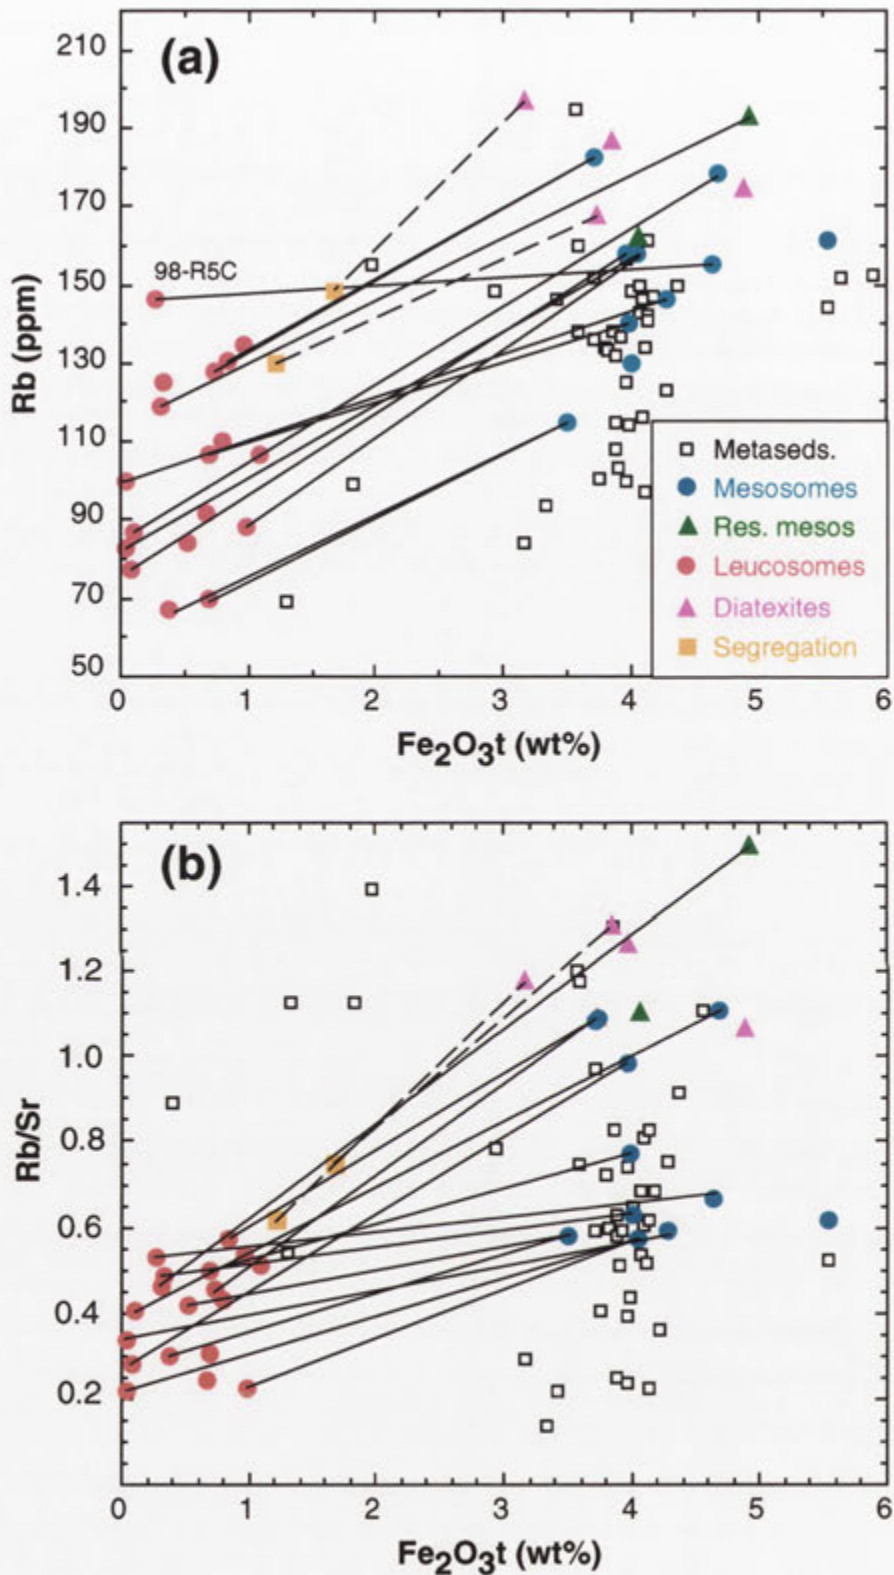 (a)
210
190
170
150
130
110
90
70
50
Rb (ppm)
98-R5C
Metaseds.
Mesosomes
Res. mesos
Leucosomes
Diatexites
Segregation
0 1 2 3 4 5 6
Fe2O3t (wt%)
(b)
1.4
1.2
1.0
0.8
0.6
0.4
0.2
Rb/Sr
0 1 2 3 4 5 6
Fe2O3t (wt%)